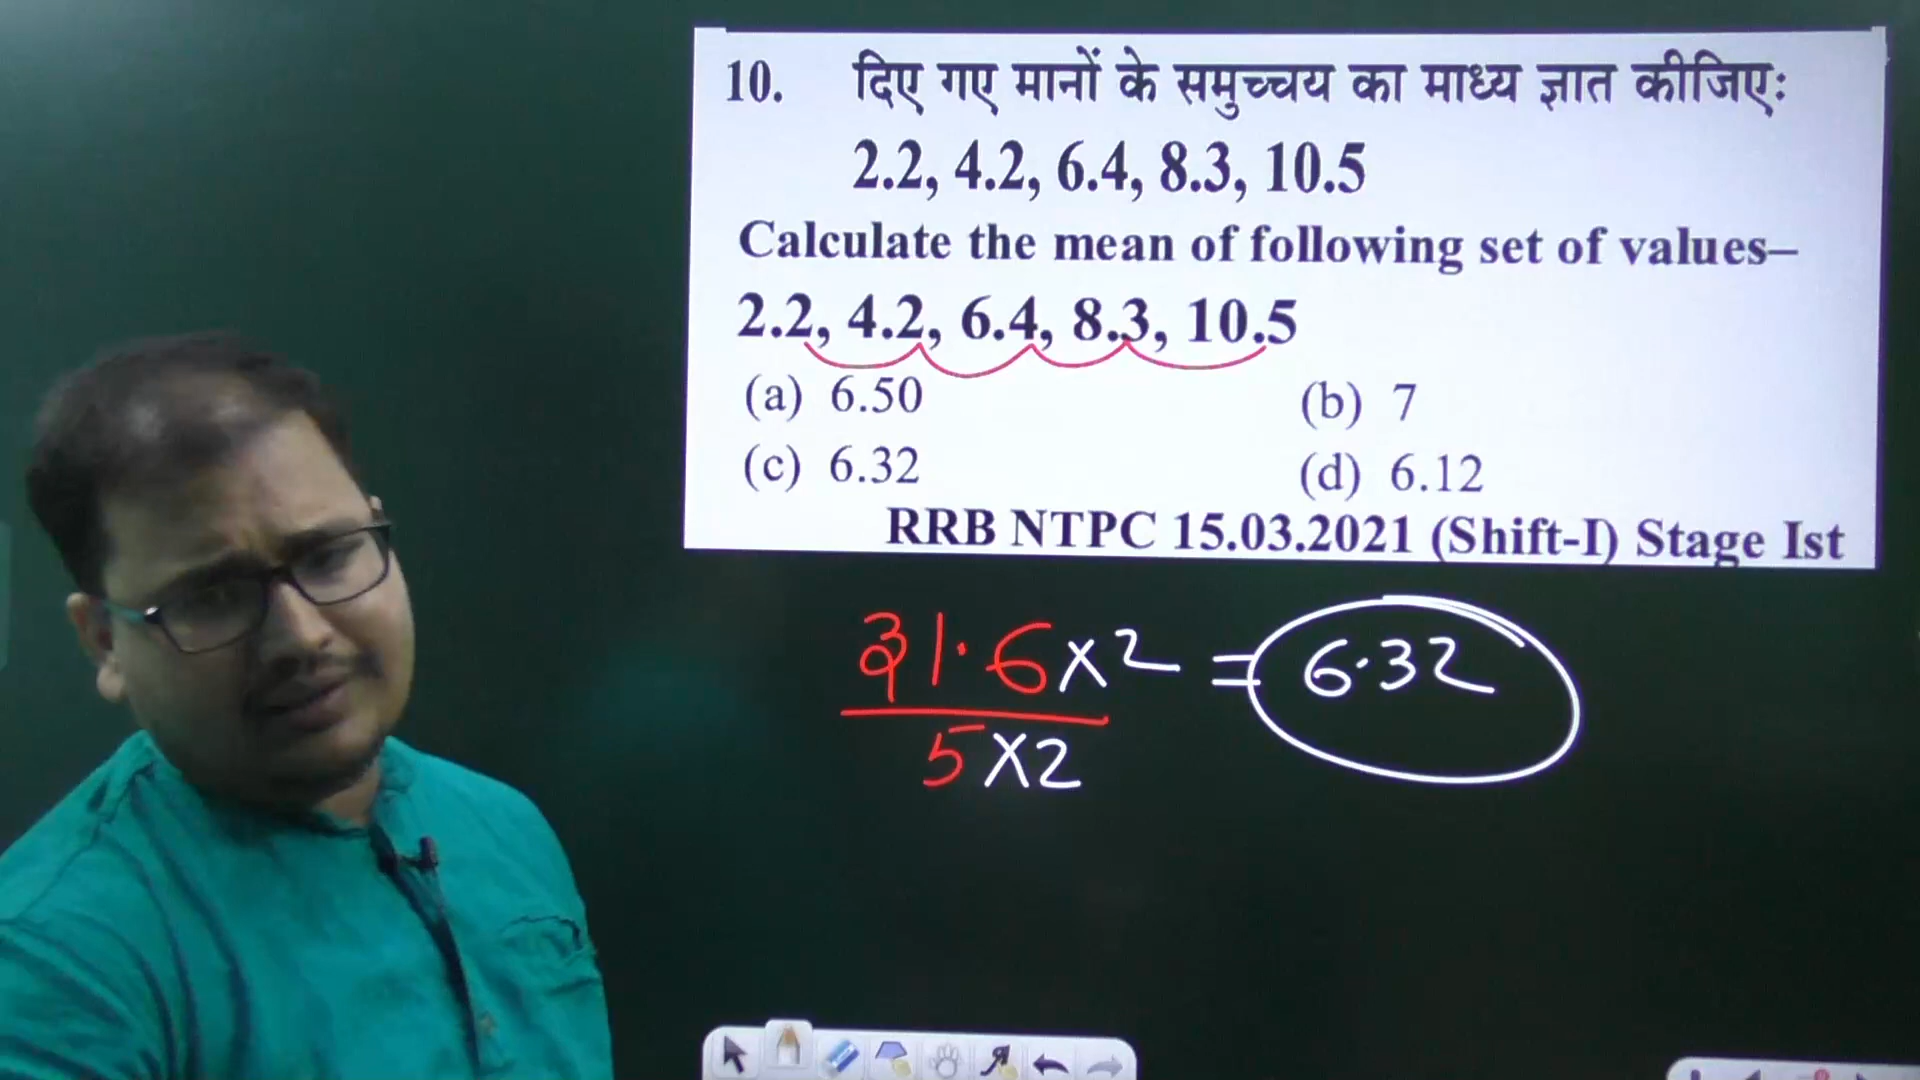 10. दिए गए मानों के समुच्चय का माध्य ज्ञात कीजिएः
2.2, 4.2, 6.4, 8.3, 10.5
Calculate the mean of following set of values–
2.2, 4.2, 6.4, 8.3, 10.5
(a) 6.50 (b) 7
(c) 6.32 (d) 6.12
RRB NTPC 15.03.2021 (Shift-I) Stage Ist
31.6×2 = 6.32
5×2